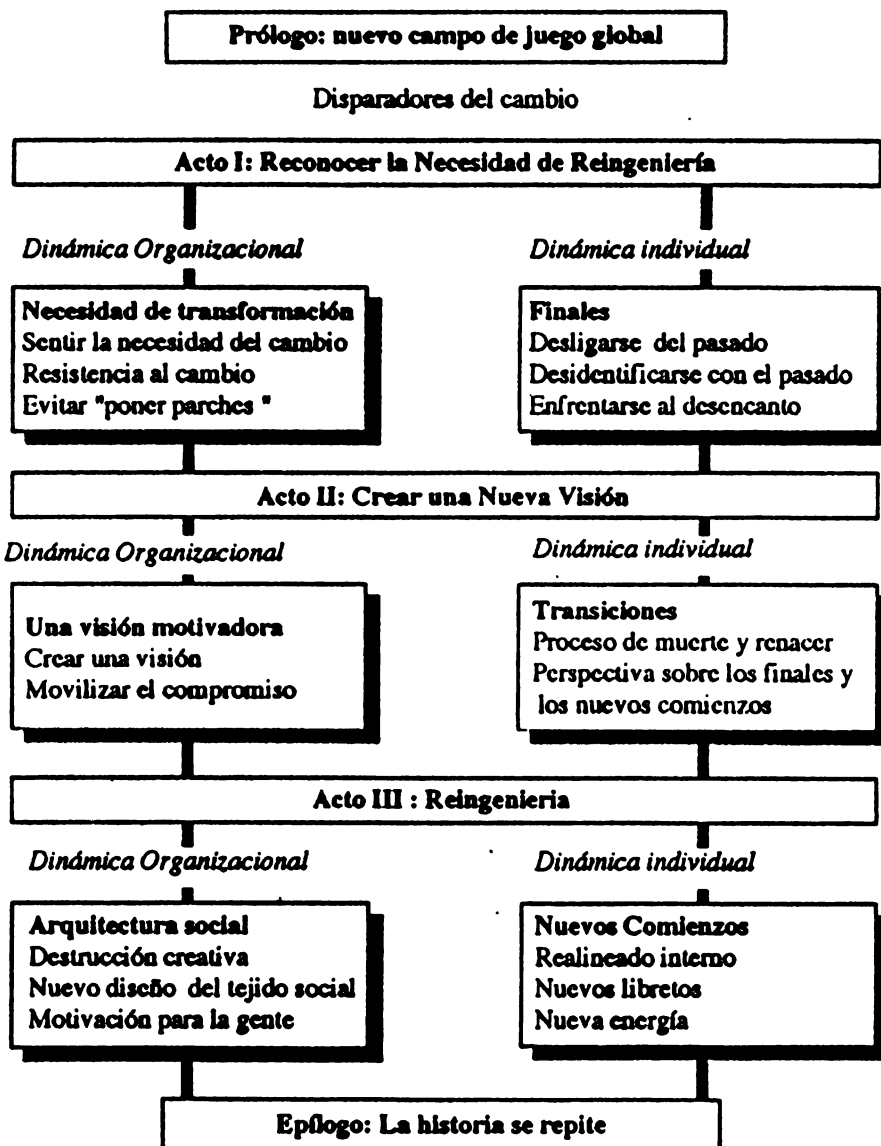 Prólogo: nuevo campo de juego global
Disparadores del cambio
Acto I: Reconocer la Necesidad de Reingeniería
Dinámica Organizacional
Necesidad de transformación
Sentir la necesidad del cambio
Resistencia al cambio
Evitar "poner parches "
Dinámica individual
Finales
Desligarse del pasado
Desidentificarse con el pasado
Enfrentarse al desencanto
Acto II: Crear una Nueva Visión
Dinámica Organizacional
Una visión motivadora
Crear una visión
Movilizar el compromiso
Dinámica individual
Transiciones
Proceso de muerte y renacer
Perspectiva sobre los finales y
los nuevos comienzos
Acto III : Reingenieria
Dinámica Organizacional
Arquitectura social
Destrucción creativa
Nuevo diseño del tejido social
Motivación para la gente
Dinámica individual
Nuevos Comienzos
Realineado interno
Nuevos libretos
Nueva energía
Epílogo: La historia se repite